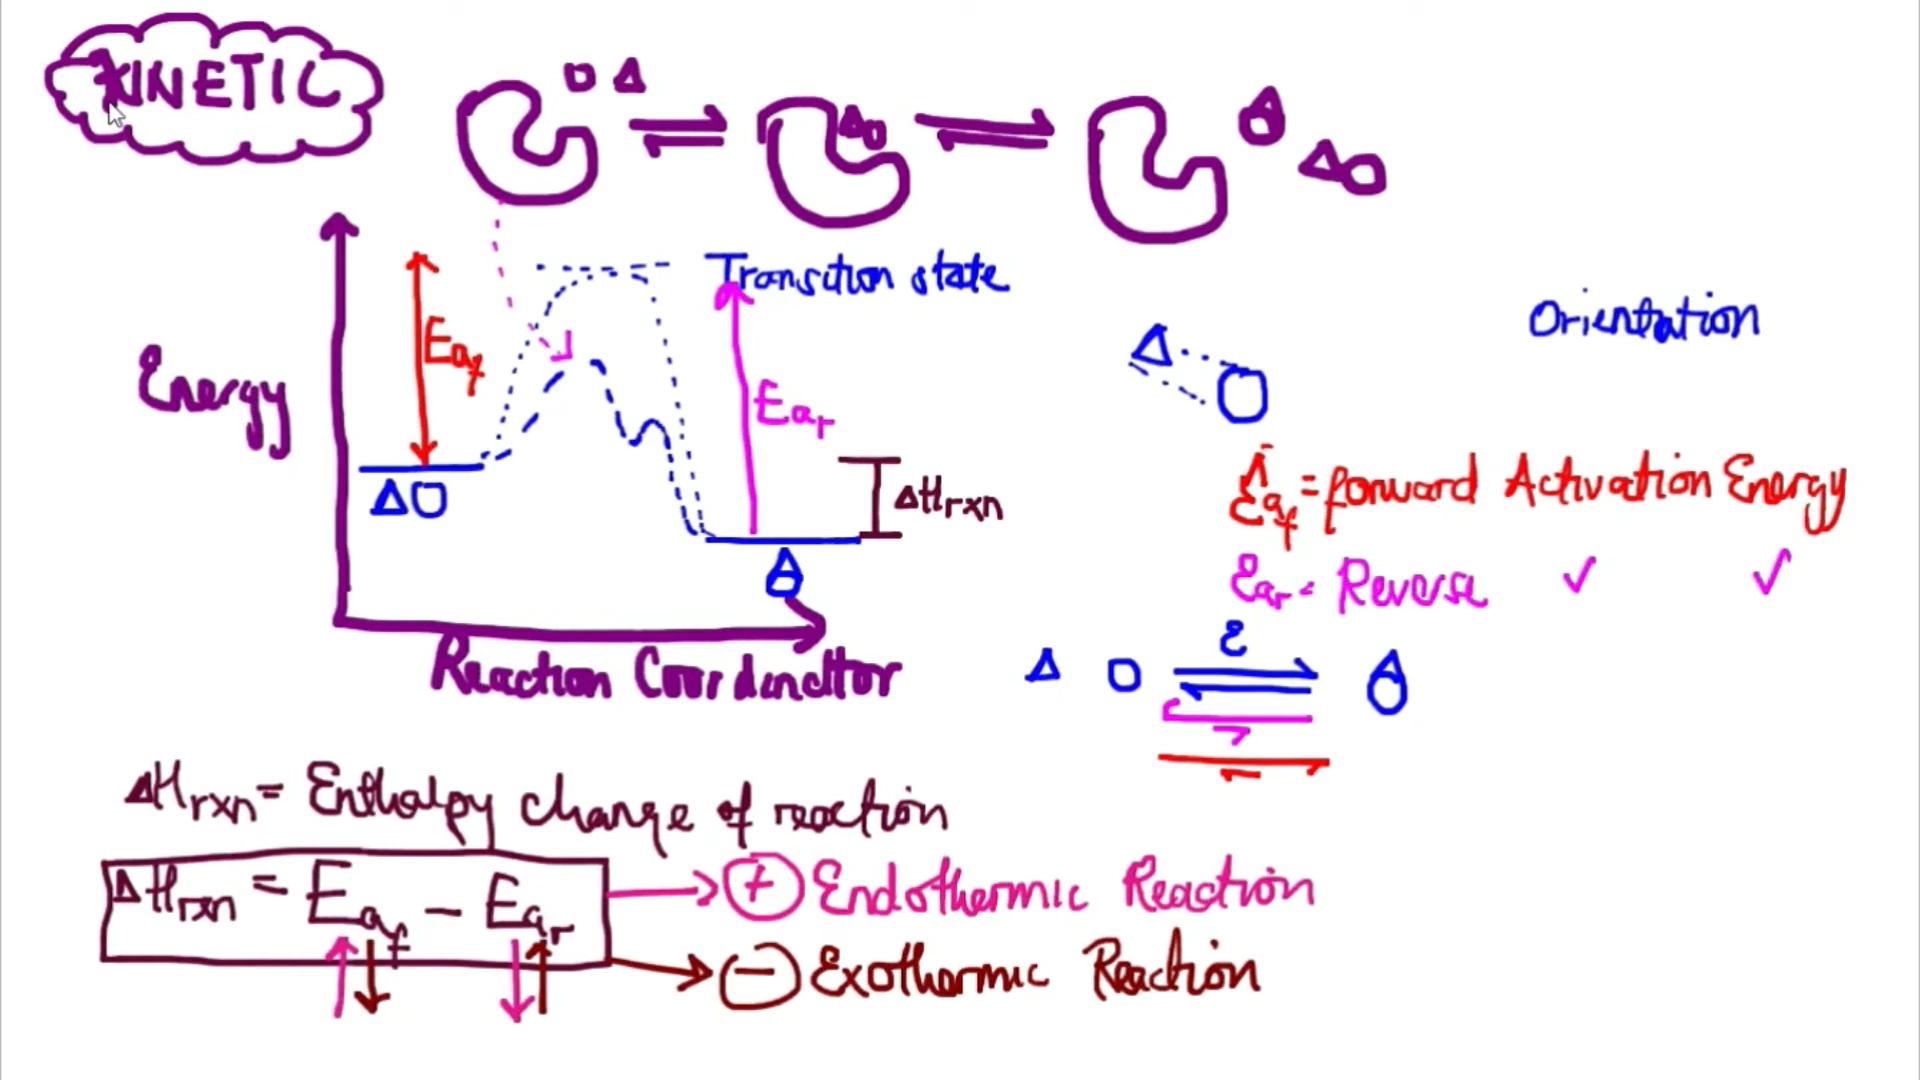 KINETIC
Transition state
Energy
Eaf
Ear
Orientation
ΔHrxn
Eaf = forward Activation Energy
Ear = Reverse ✓ ✓
ε
Reaction Coordinator
ΔHrxn = Enthalpy change of reaction
ΔHrxn = Eaf - Ear
+ Endothermic Reaction
- Exothermic Reaction